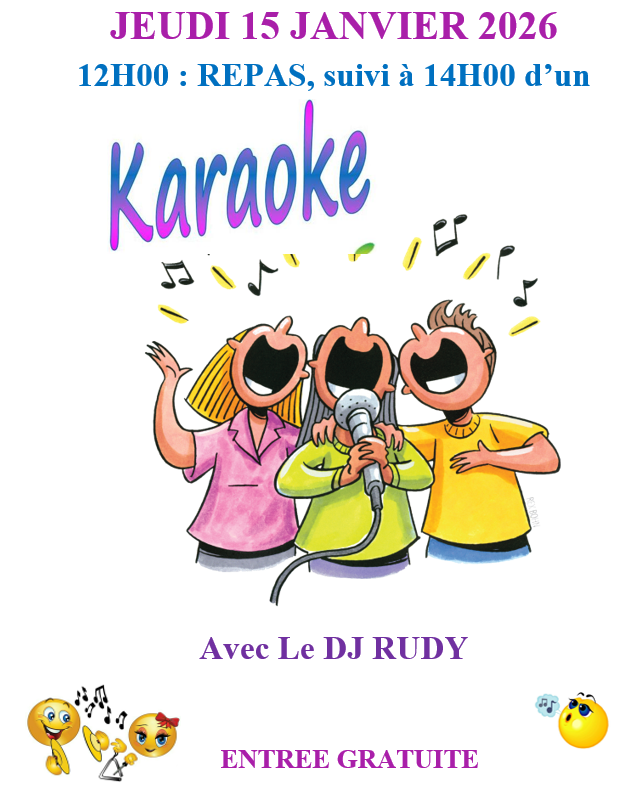 JEUDI 15 JANVIER 2026
12H00 : REPAS, suivi à 14H00 d’un
Karaoke
Avec Le DJ RUDY
ENTREE GRATUITE